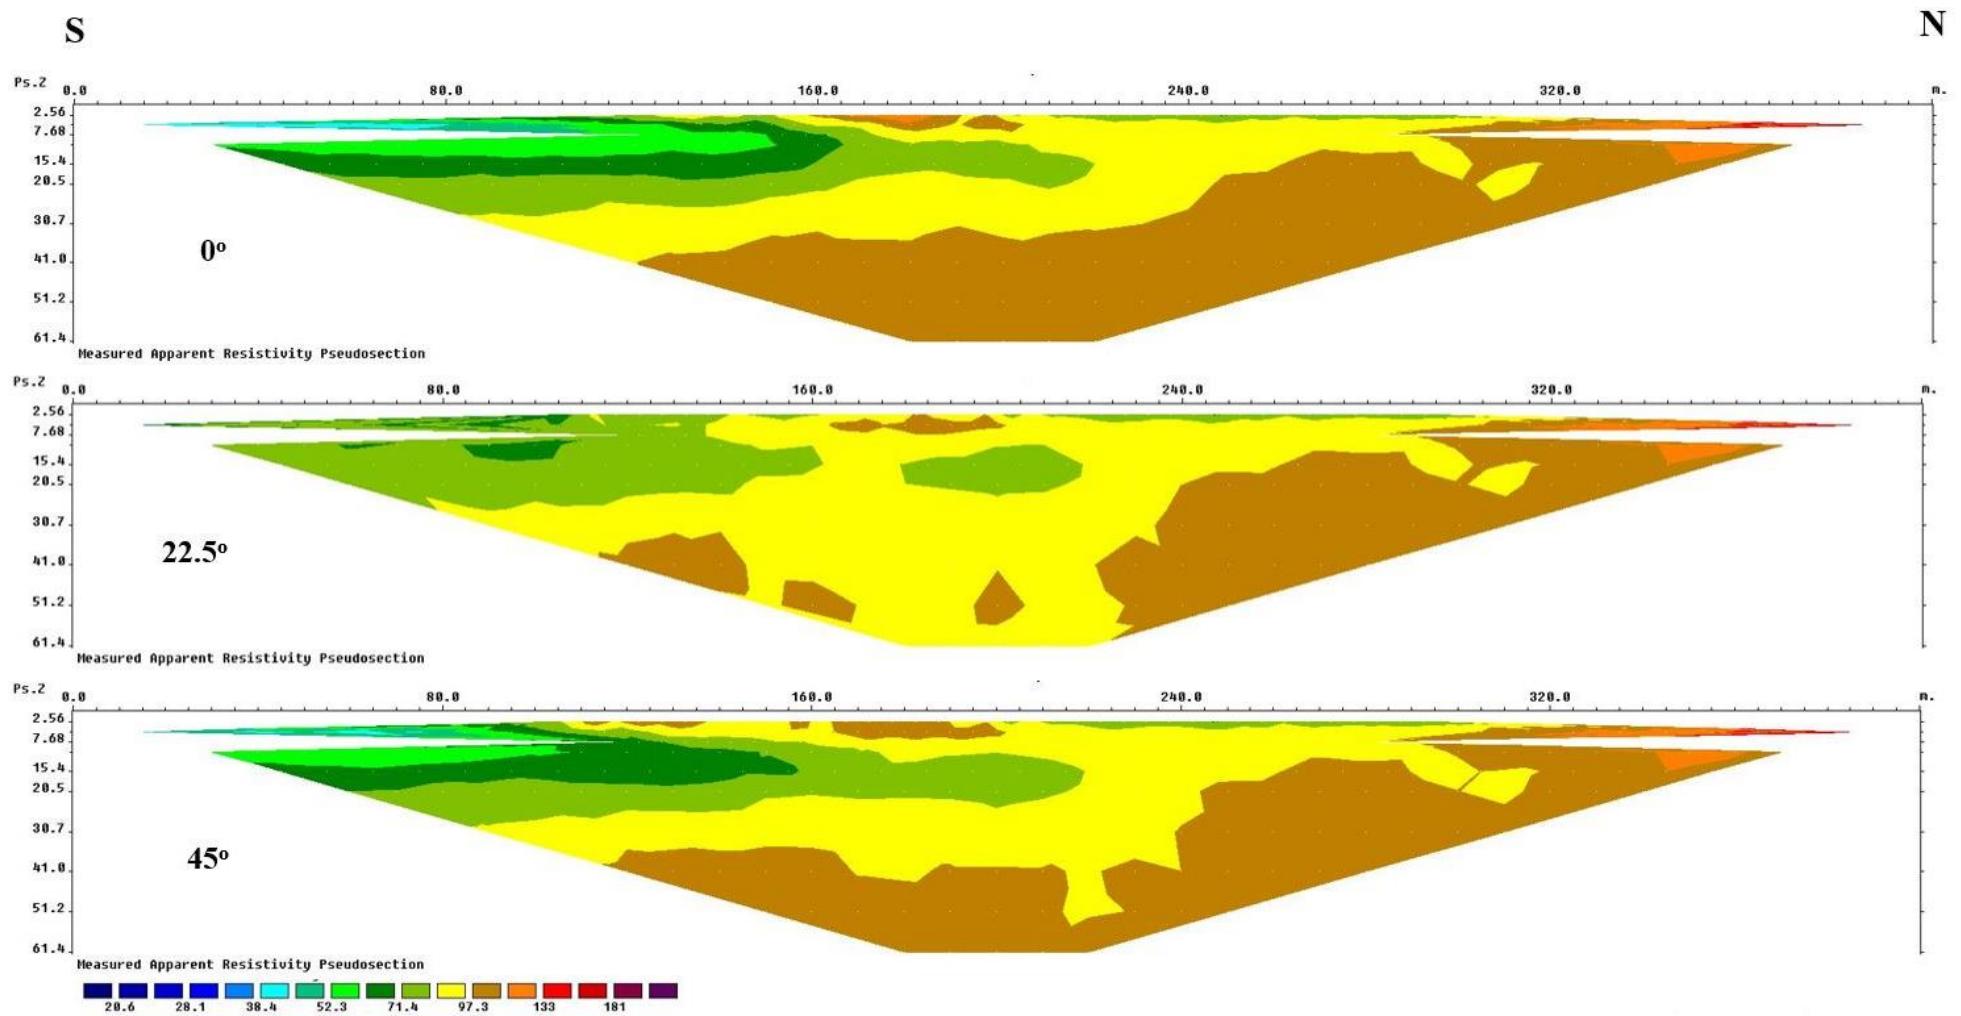 S N
Ps.Z 0.0 80.0 160.0 240.0 320.0 m.
2.56
7.68
15.4
20.5
30.7
0º
41.0
51.2
61.4
Measured Apparent Resistivity Pseudosection
Ps.Z 0.0 80.0 160.0 240.0 320.0 m.
2.56
7.68
15.4
20.5
30.7
22.5º
41.0
51.2
61.4
Measured Apparent Resistivity Pseudosection
Ps.Z 0.0 80.0 160.0 240.0 320.0 m.
2.56
7.68
15.4
20.5
30.7
45º
41.0
51.2
61.4
Measured Apparent Resistivity Pseudosection
20.6 28.1 38.4 52.3 71.4 97.3 133 181